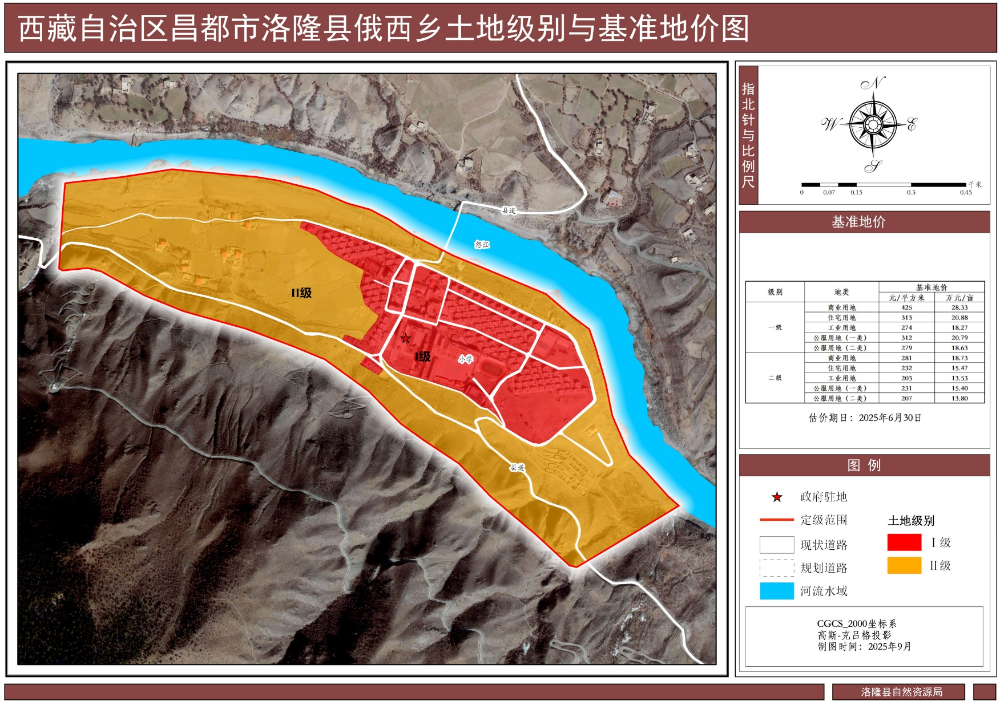 西藏自治区昌都市洛隆县俄西乡土地级别与基准地价图
县道
怒江
II级
I级
小学
县道
指北针与比例尺
N
W
E
S
千米
0 0.07 0.15 0.3 0.45
基准地价
级别 地类 基准地价
元/平方米 万元/亩
一级
商业用地 425 28.33
住宅用地 313 20.88
工业用地 274 18.27
公服用地（一类） 312 20.79
公服用地（二类） 279 18.63
二级
商业用地 281 18.73
住宅用地 232 15.47
工业用地 203 13.53
公服用地（一类） 231 15.40
公服用地（二类） 207 13.80
估价期日：2025年6月30日
图 例
政府驻地
定级范围
现状道路
规划道路
河流水域
土地级别
I 级
II级
CGCS_2000坐标系
高斯-克吕格投影
制图时间：2025年9月
洛隆县自然资源局